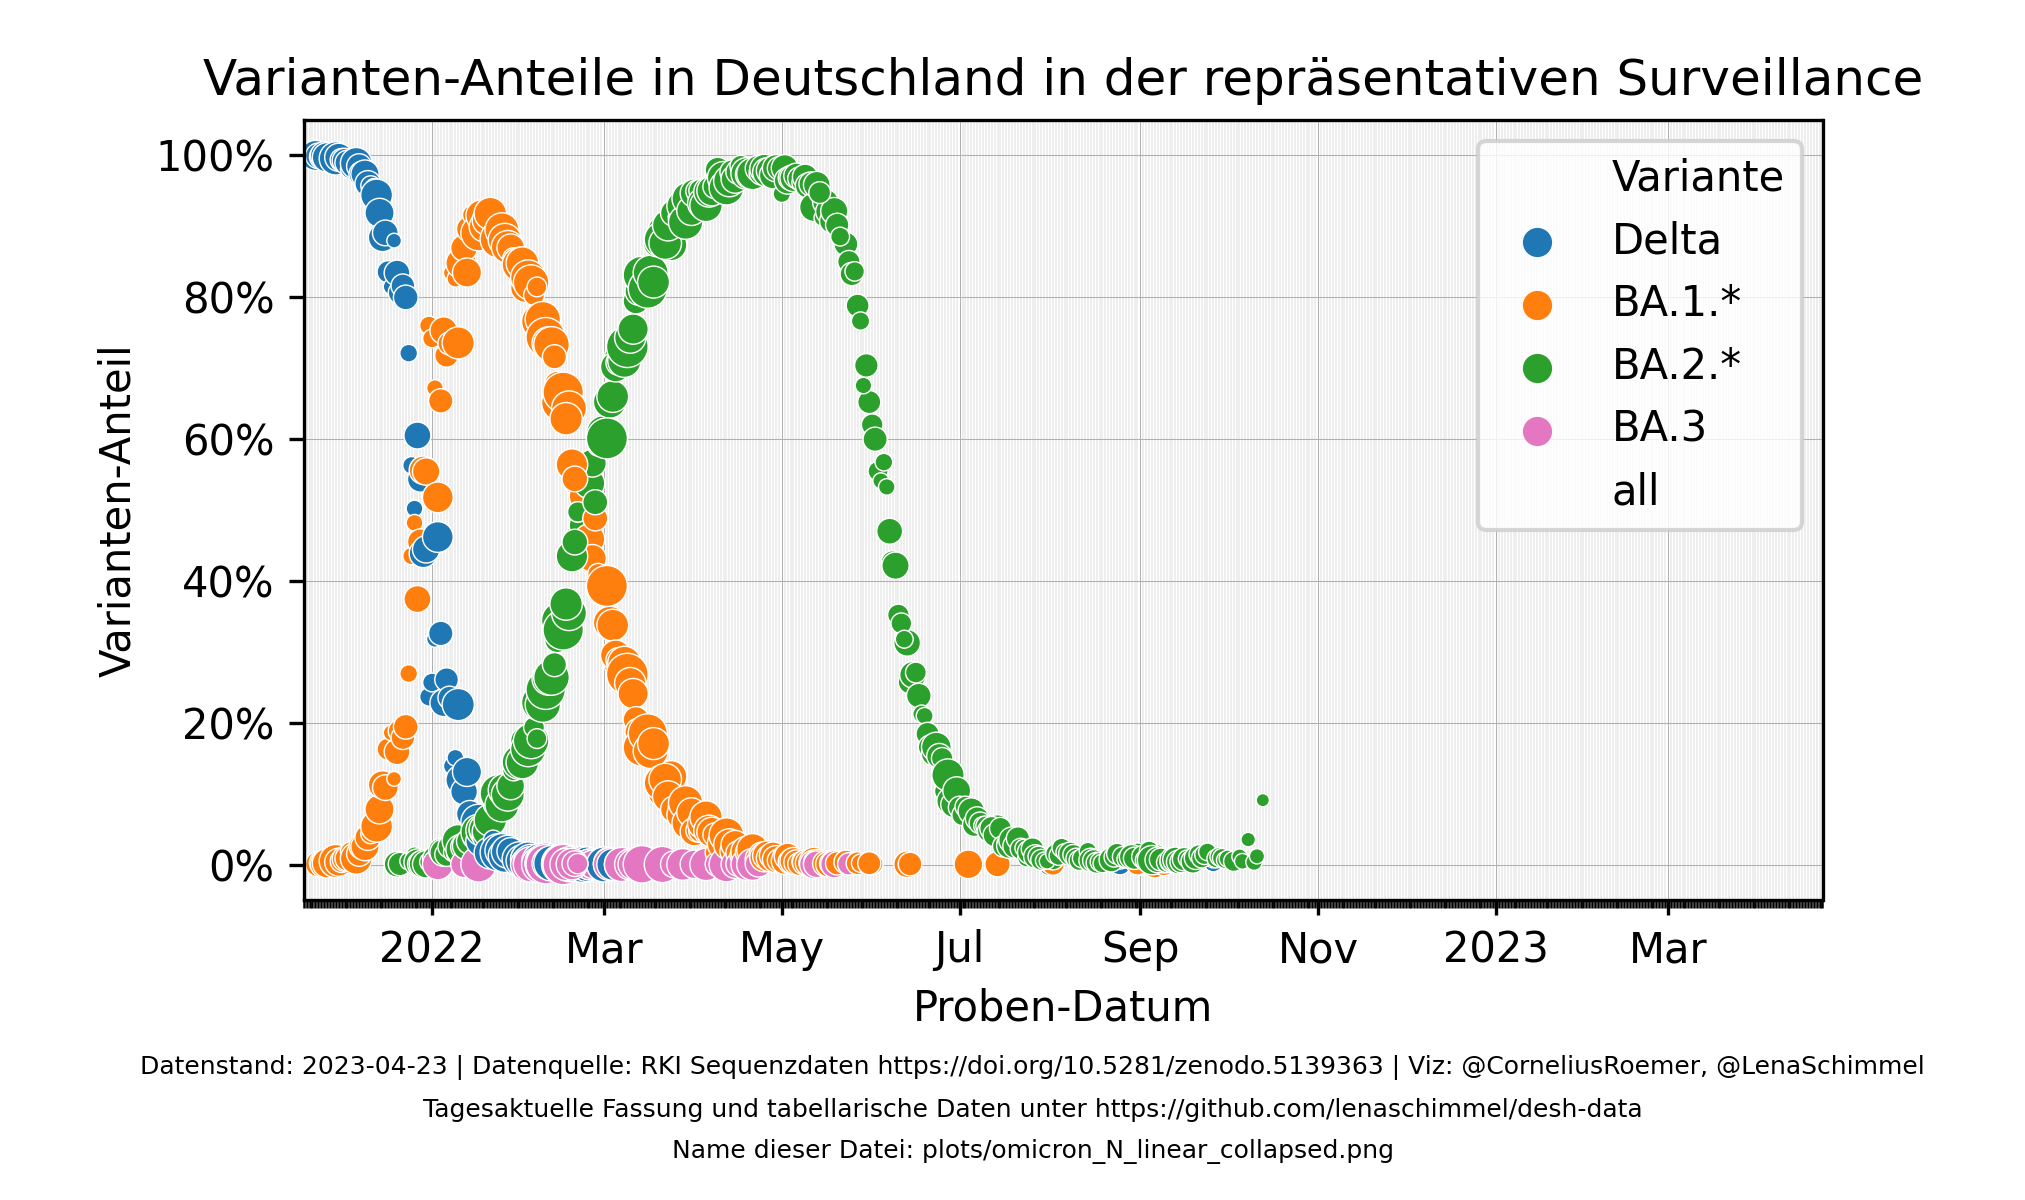 Varianten-Anteile in Deutschland in der repräsentativen Surveillance
100%
80%
60%
40%
20%
0%
Varianten-Anteil
Variante
Delta
BA.1.*
BA.2.*
BA.3
all
2022 Mar May Jul Sep Nov 2023 Mar
Proben-Datum
Datenstand: 2023-04-23 | Datenquelle: RKI Sequenzdaten https://doi.org/10.5281/zenodo.5139363 | Viz: @CorneliusRoemer, @LenaSchimmel
Tagesaktuelle Fassung und tabellarische Daten unter https://github.com/lenaschimmel/desh-data
Name dieser Datei: plots/omicron_N_linear_collapsed.png